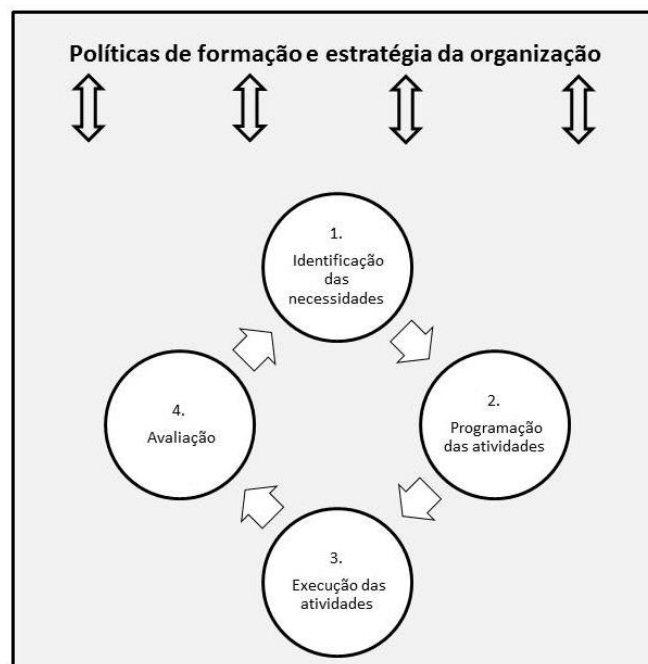 Políticas de formação e estratégia da organização
1.
Identificação
das
necessidades
2.
Programação
das atividades
3.
Execução das
atividades
4.
Avaliação